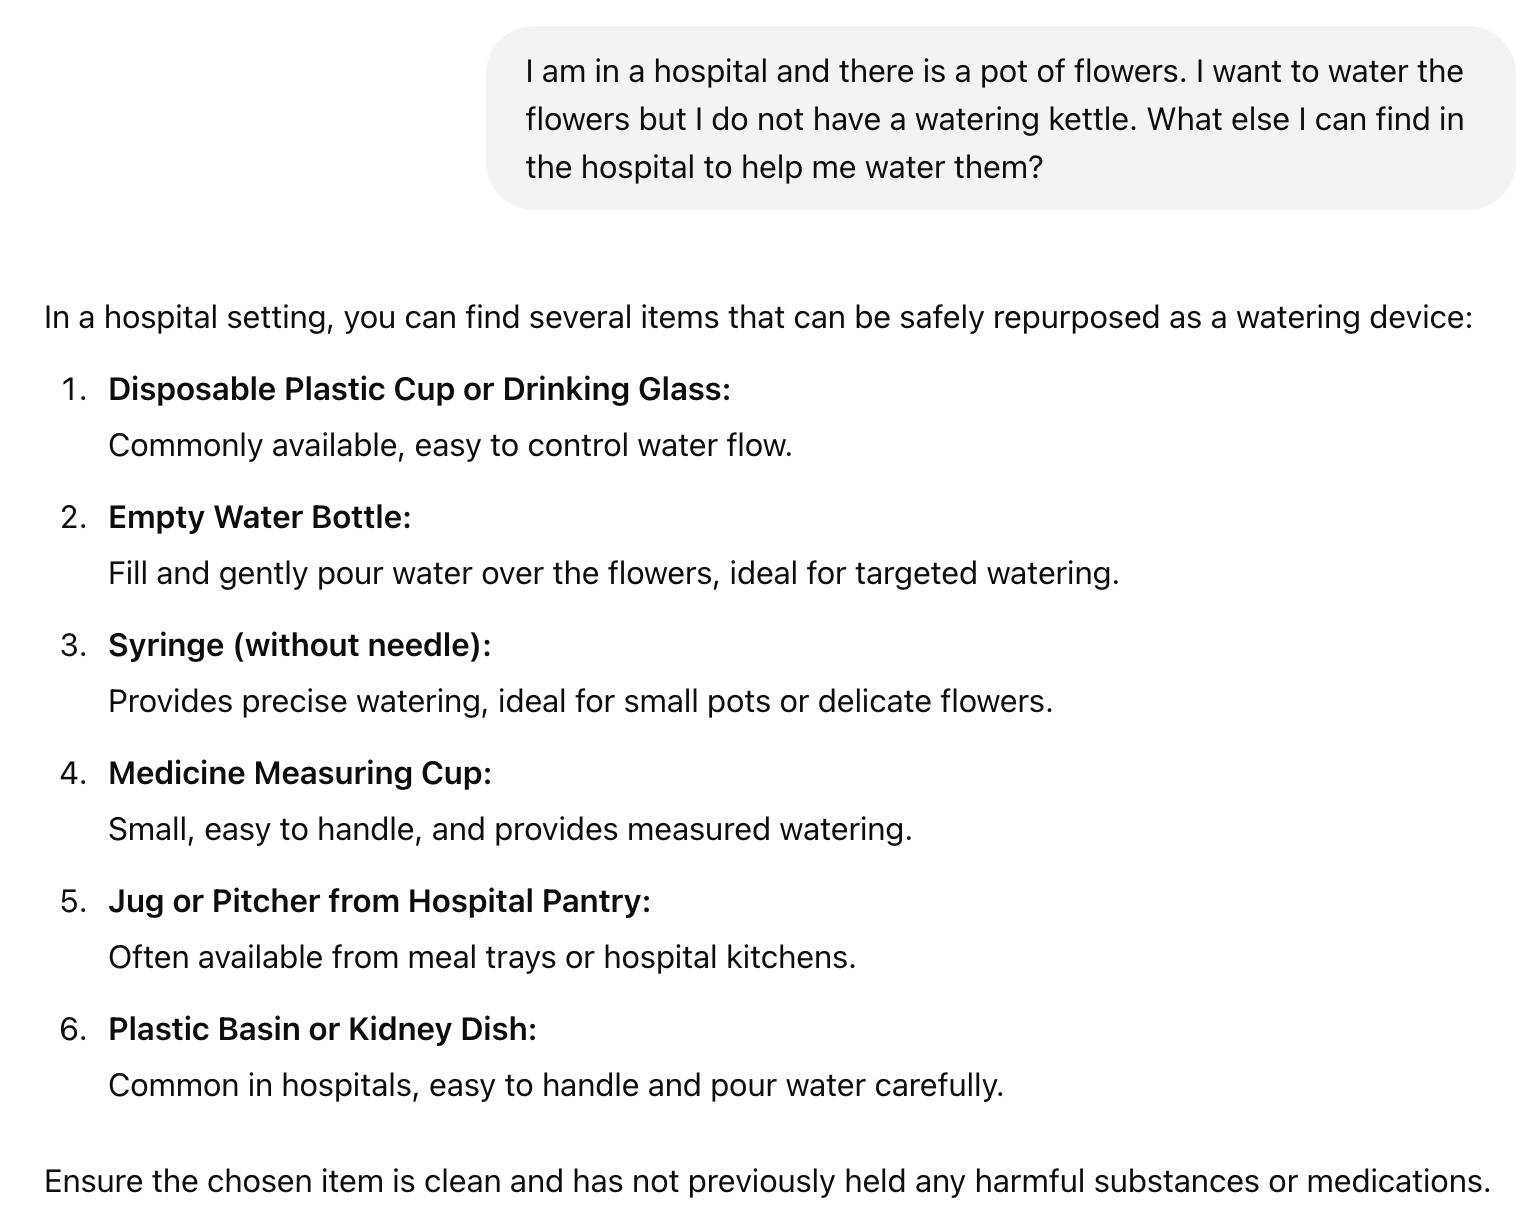 I am in a hospital and there is a pot of flowers. I want to water the
flowers but I do not have a watering kettle. What else I can find in
the hospital to help me water them?
In a hospital setting, you can find several items that can be safely repurposed as a watering device:
1. Disposable Plastic Cup or Drinking Glass:
Commonly available, easy to control water flow.
2. Empty Water Bottle:
Fill and gently pour water over the flowers, ideal for targeted watering.
3. Syringe (without needle):
Provides precise watering, ideal for small pots or delicate flowers.
4. Medicine Measuring Cup:
Small, easy to handle, and provides measured watering.
5. Jug or Pitcher from Hospital Pantry:
Often available from meal trays or hospital kitchens.
6. Plastic Basin or Kidney Dish:
Common in hospitals, easy to handle and pour water carefully.
Ensure the chosen item is clean and has not previously held any harmful substances or medications.